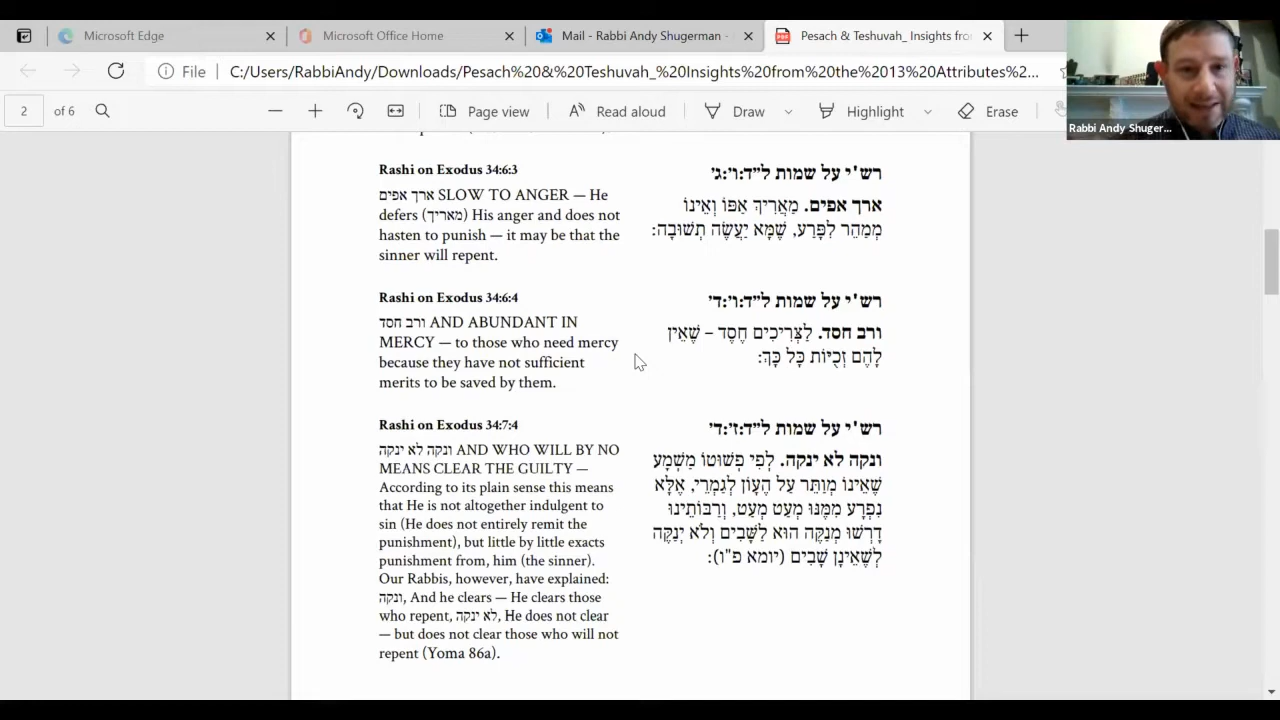 Microsoft Edge
Microsoft Office Home
Mail - Rabbi Andy Shugerman -
Pesach & Teshuvah_ Insights from
File
C:/Users/RabbiAndy/Downloads/Pesach%20&%20Teshuvah_%20Insights%20from%20the%2013%20Attributes%2...
2
of 6
Page view
Read aloud
Draw
Highlight
Erase
Rabbi Andy Shuger...
Rashi on Exodus 34:6:3
ארך אפים SLOW TO ANGER — He
defers (מאריך) His anger and does not
hasten to punish — it may be that the
sinner will repent.
רש״י על שמות ל״ד:ו׳:ג׳
ארך אפים. מַאֲרִיךְ אַפּוֹ וְאֵינוֹ
מְמַהֵר לִפָּרַע, שֶׁמָּא יַעֲשֶׂה תְשׁוּבָה:
Rashi on Exodus 34:6:4
ורב חסד AND ABUNDANT IN
MERCY — to those who need mercy
because they have not sufficient
merits to be saved by them.
רש״י על שמות ל״ד:ו׳:ד׳
ורב חסד. לַצְּרִיכִים חֶסֶד – שֶׁאֵין
לָהֶם זְכֻיּוֹת כָּל כָּךְ:
Rashi on Exodus 34:7:4
ונקה לא ינקה AND WHO WILL BY NO
MEANS CLEAR THE GUILTY —
According to its plain sense this means
that He is not altogether indulgent to
sin (He does not entirely remit the
punishment), but little by little exacts
punishment from, him (the sinner).
Our Rabbis, however, have explained:
ונקה, And he clears — He clears those
who repent, לא ינקה, He does not clear
— but does not clear those who will not
repent (Yoma 86a).
רש״י על שמות ל״ד:ז׳:ד׳
ונקה לא ינקה. לְפִי פְשׁוּטוֹ מַשְׁמָע
שֶׁאֵינוֹ מְוַתֵּר עַל הֶעָוֹן לְגַמְרֵי, אֶלָּא
נִפְרָע מִמֶּנּוּ מְעַט מְעַט, וְרַבּוֹתֵינוּ
דָרְשׁוּ מְנַקֶּה הוּא לַשָּׁבִים וְלֹא יְנַקֶּה
לְשֶׁאֵינָן שָׁבִים (יומא פ"ו):